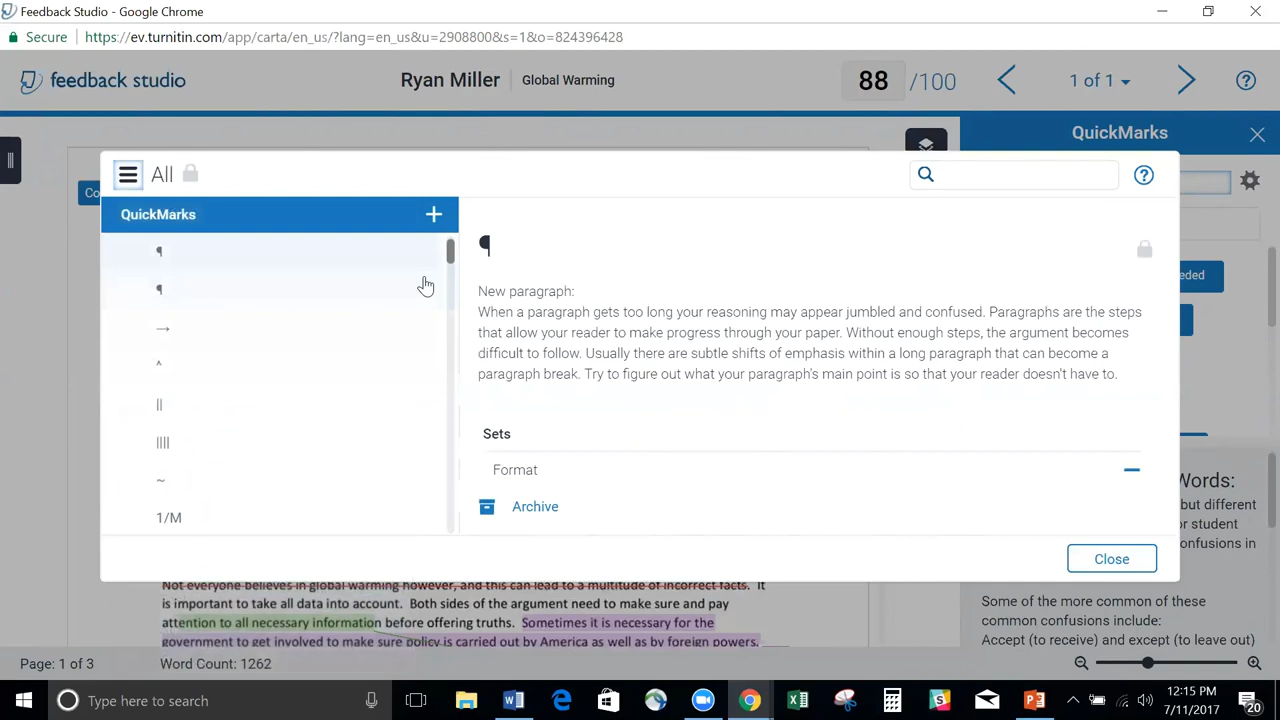 Feedback Studio - Google Chrome
Secure https://ev.turnitin.com/app/carta/en_us/?lang=en_us&u=2908800&s=1&o=824396428
feedback studio
Ryan Miller Global Warming
88 /100
1 of 1
QuickMarks
All
QuickMarks +
¶
¶
→
^
||
||||
~
1/M
¶
New paragraph:
When a paragraph gets too long your reasoning may appear jumbled and confused. Paragraphs are the steps
that allow your reader to make progress through your paper. Without enough steps, the argument becomes
difficult to follow. Usually there are subtle shifts of emphasis within a long paragraph that can become a
paragraph break. Try to figure out what your paragraph's main point is so that your reader doesn't have to.
Sets
Format
Archive
Close
Co
eded
Words:
but different
or student
onfusions in
Some of the more common of these
common confusions include:
Accept (to receive) and except (to leave out)
Not everyone believes in global warming however, and this can lead to a multitude of incorrect facts. It
is important to take all data into account. Both sides of the argument need to make sure and pay
attention to all necessary information before offering truths. Sometimes it is necessary for the
government to get involved to make sure policy is carried out by America as well as by foreign powers.
Page: 1 of 3 Word Count: 1262
Type here to search
12:15 PM
7/11/2017
20